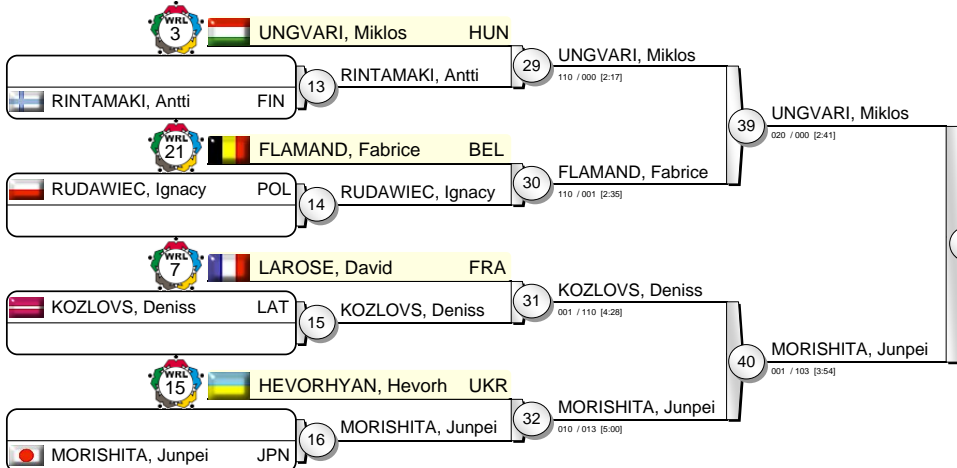 WRL
3
UNGVARI, Miklos HUN
RINTAMAKI, Antti FIN
13
RINTAMAKI, Antti
29
UNGVARI, Miklos
110 / 000 [2:17]
WRL
21
FLAMAND, Fabrice BEL
RUDAWIEC, Ignacy POL
14
RUDAWIEC, Ignacy
30
FLAMAND, Fabrice
110 / 001 [2:35]
39
UNGVARI, Miklos
020 / 000 [2:41]
WRL
7
LAROSE, David FRA
KOZLOVS, Deniss LAT
15
KOZLOVS, Deniss
31
KOZLOVS, Deniss
001 / 110 [4:28]
WRL
15
HEVORHYAN, Hevorh UKR
MORISHITA, Junpei JPN
16
MORISHITA, Junpei
32
MORISHITA, Junpei
010 / 013 [5:00]
40
MORISHITA, Junpei
001 / 103 [3:54]